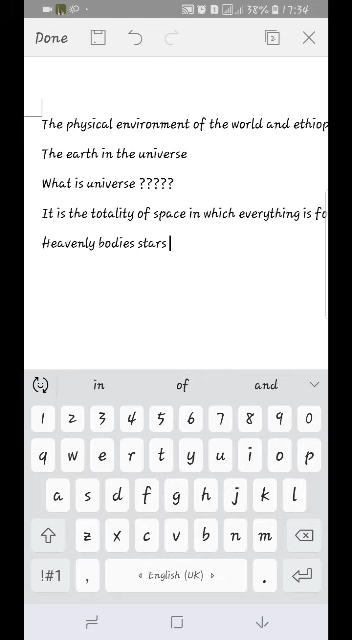 38% 17:34
Done 2
The physical environment of the world and ethiop
The earth in the universe
What is universe ?????
It is the totality of space in which everything is fo
Heavenly bodies stars
in of and
1 2 3 4 5 6 7 8 9 0
q w e r t y u i o p
a s d f g h j k l
z x c v b n m
!#1 , English (UK) .